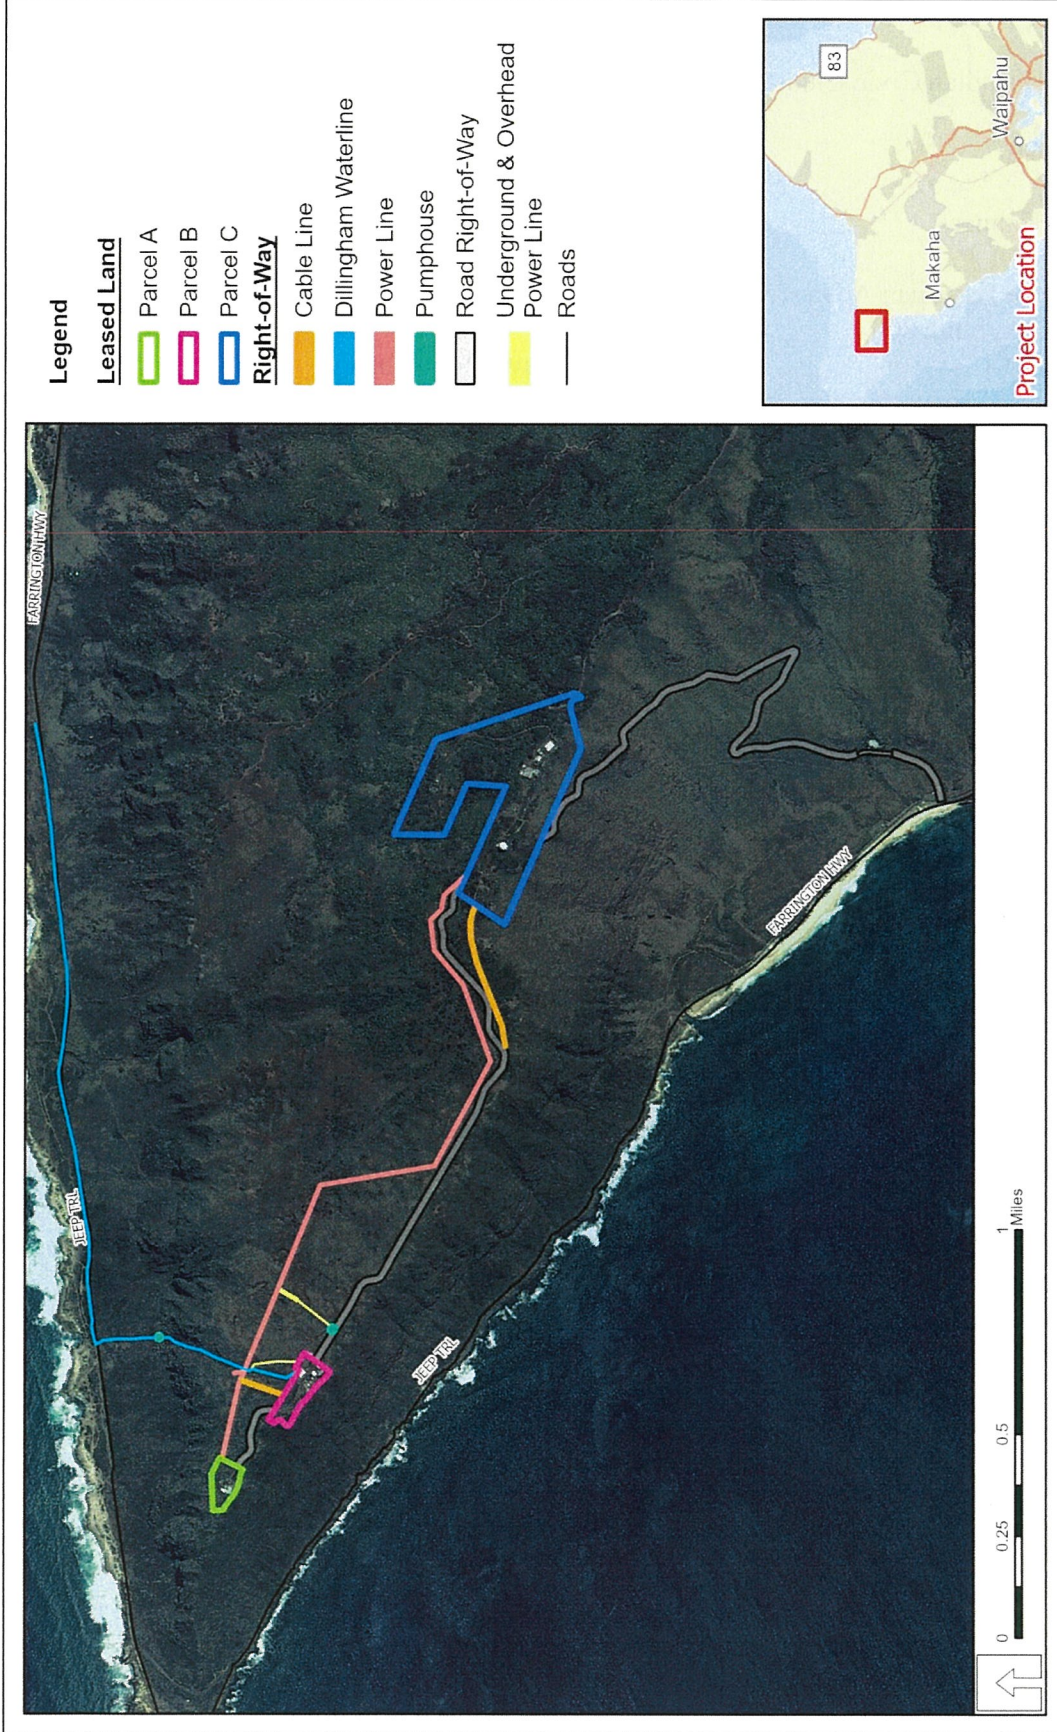 FARRINGTON HWY
JEEP TRL
JEEP TRL
FARRINGTON HWY
0 0.25 0.5 1
Miles
Legend
Leased Land
Parcel A
Parcel B
Parcel C
Right-of-Way
Cable Line
Dillingham Waterline
Power Line
Pumphouse
Road Right-of-Way
Underground & Overhead
Power Line
Roads
83
Waipahu
Makaha
Project Location